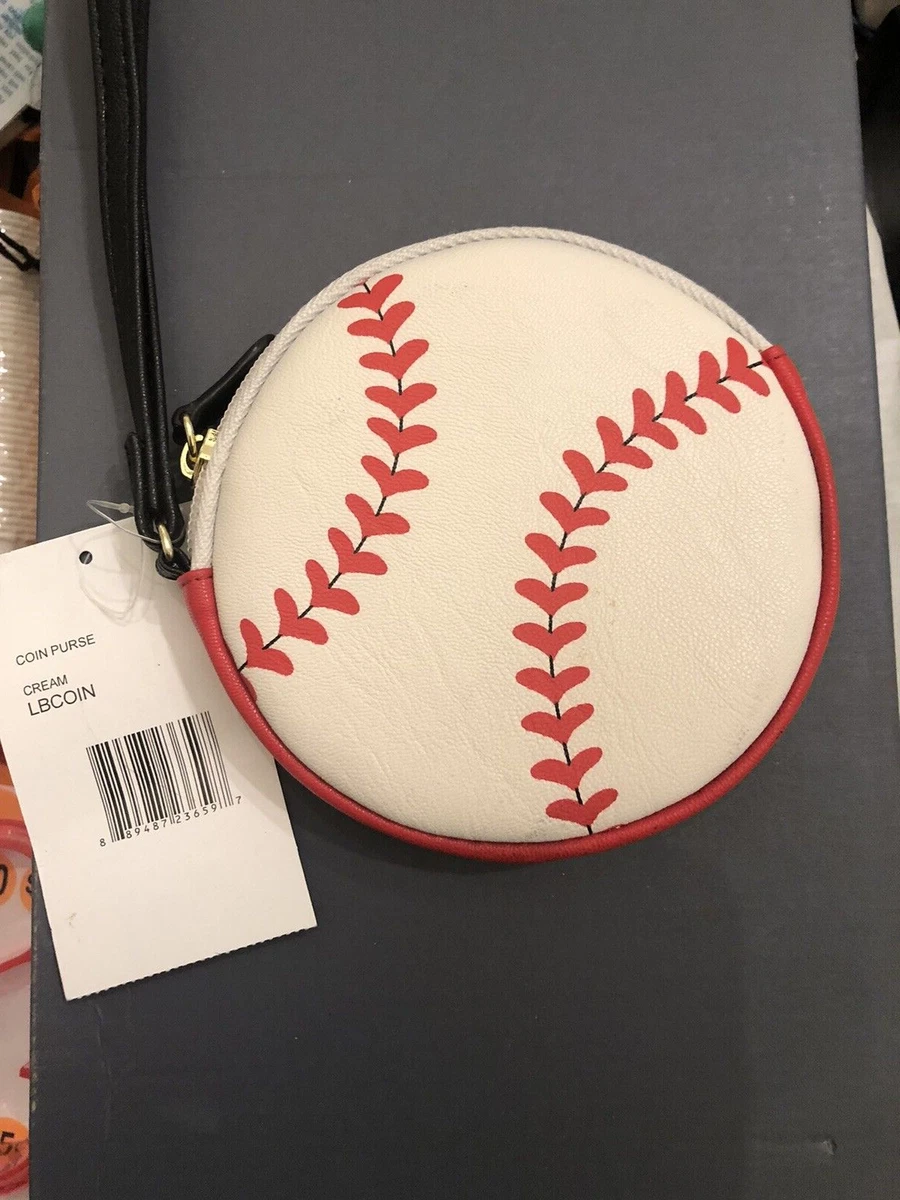 COIN PURSE
CREAM
LBCOIN
8 89487 23659 7